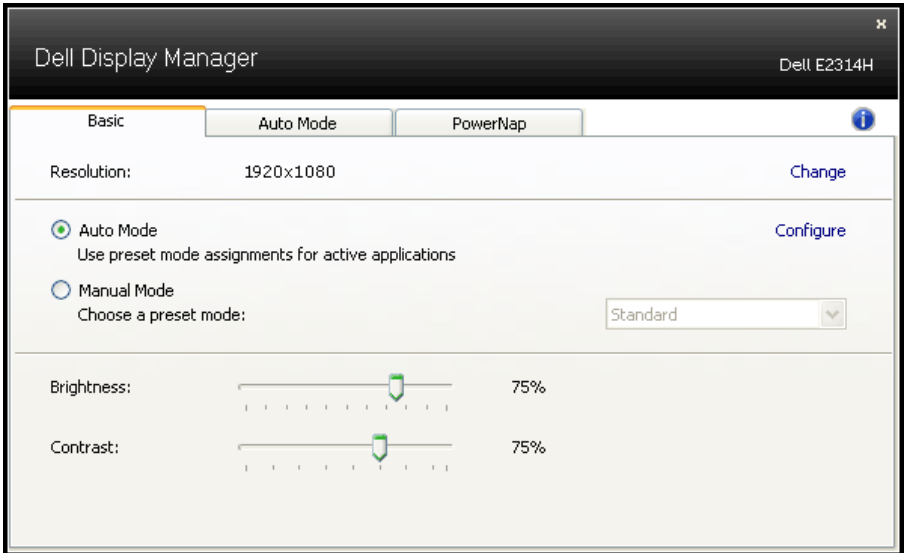 x
Dell Display Manager
Dell E2314H
Basic
Auto Mode
PowerNap
i
Resolution:
1920x1080
Change
Auto Mode
Configure
Use preset mode assignments for active applications
Manual Mode
Choose a preset mode:
Standard
Brightness:
75%
Contrast:
75%